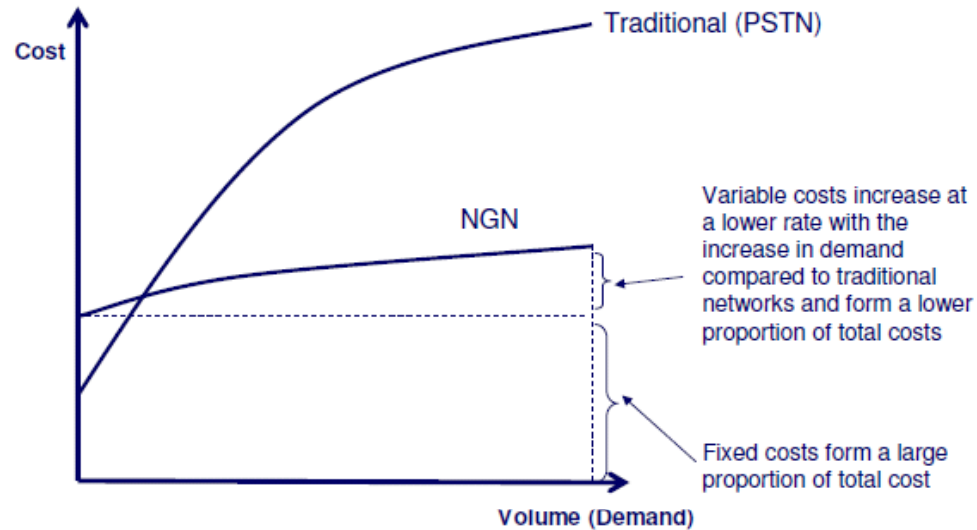 Traditional (PSTN)
Cost
NGN
Variable costs increase at
a lower rate with the
increase in demand
compared to traditional
networks and form a lower
proportion of total costs
Fixed costs form a large
proportion of total cost
Volume (Demand)